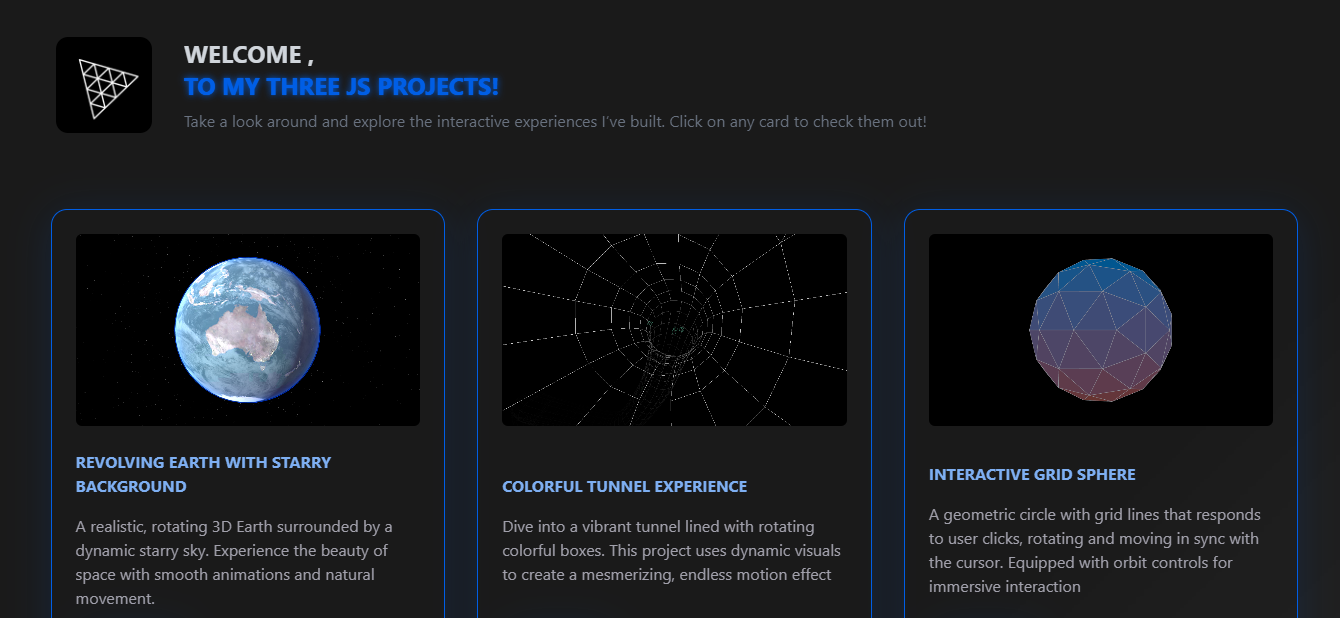 WELCOME ,
TO MY THREE JS PROJECTS!
Take a look around and explore the interactive experiences I’ve built. Click on any card to check them out!
REVOLVING EARTH WITH STARRY
BACKGROUND
A realistic, rotating 3D Earth surrounded by a
dynamic starry sky. Experience the beauty of
space with smooth animations and natural
movement.
COLORFUL TUNNEL EXPERIENCE
Dive into a vibrant tunnel lined with rotating
colorful boxes. This project uses dynamic visuals
to create a mesmerizing, endless motion effect
INTERACTIVE GRID SPHERE
A geometric circle with grid lines that responds
to user clicks, rotating and moving in sync with
the cursor. Equipped with orbit controls for
immersive interaction